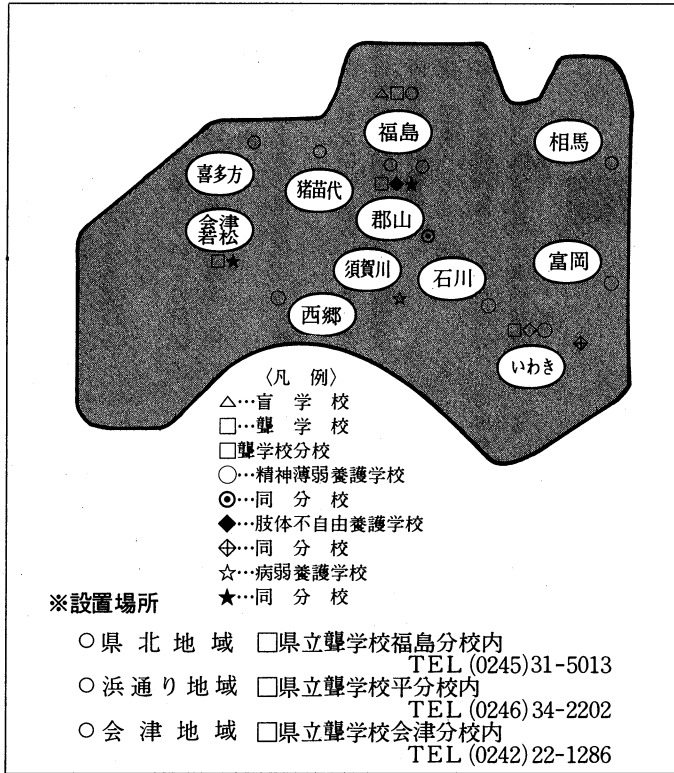 福島
相馬
喜多方
猪苗代
会津
若松
郡山
須賀川
石川
富岡
西郷
いわき
〈凡 例〉
△…盲学校
□…聾学校
□聾学校分校
○…精神薄弱養護学校
◉…同分校
◆…肢体不自由養護学校
⟴…同分校
☆…病弱養護学校
★…同分校
※設置場所
○県北地域 □県立聾学校福島分校内
TEL(0245)31-5013
○浜通り地域 □県立聾学校平分校内
TEL(0246)34-2202
○会津地域 □県立聾学校会津分校内
TEL(0242)22-1286